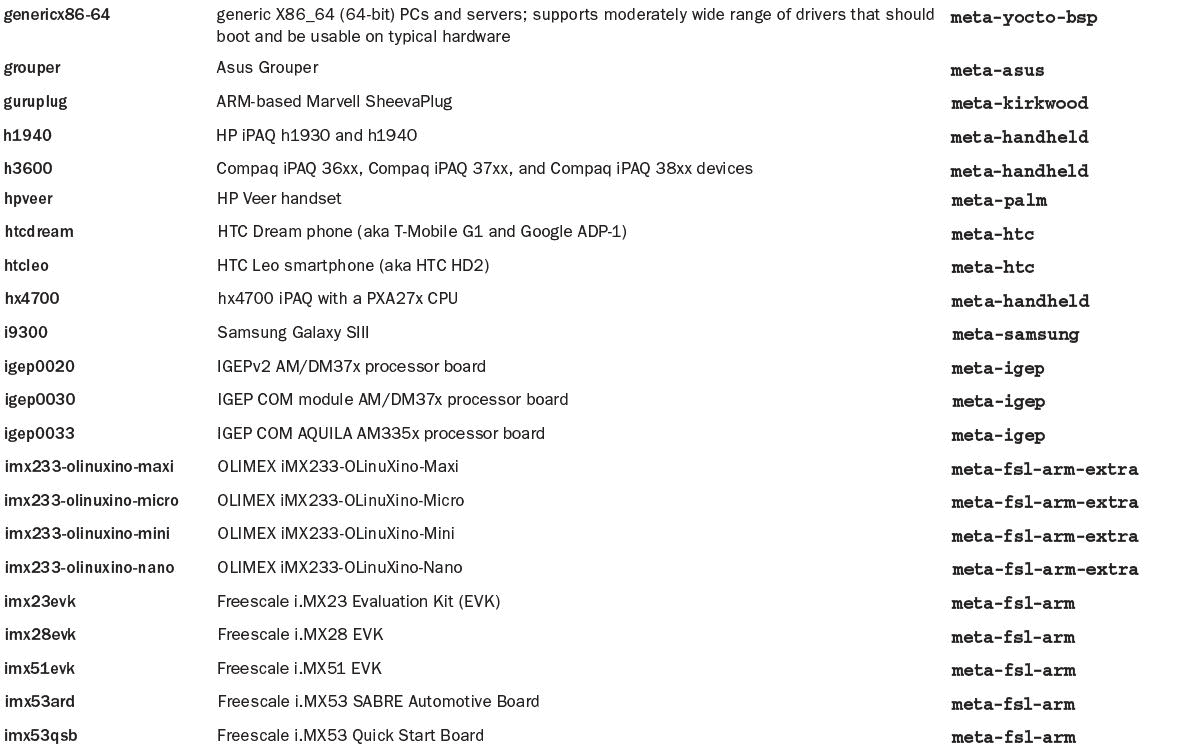 genericx86-64 generic X86_64 (64-bit) PCs and servers; supports moderately wide range of drivers that should meta-yocto-bsp
boot and be usable on typical hardware
grouper Asus Grouper meta-asus
guruplug ARM-based Marvell SheevaPlug meta-kirkwood
h1940 HP iPAQ h1930 and h1940 meta-handheld
h3600 Compaq iPAQ 36xx, Compaq iPAQ 37xx, and Compaq iPAQ 38xx devices meta-handheld
hpveer HP Veer handset meta-palm
htcdream HTC Dream phone (aka T-Mobile G1 and Google ADP-1) meta-htc
htcleo HTC Leo smartphone (aka HTC HD2) meta-htc
hx4700 hx4700 iPAQ with a PXA27x CPU meta-handheld
i9300 Samsung Galaxy SIII meta-samsung
igep0020 IGEPv2 AM/DM37x processor board meta-igep
igep0030 IGEP COM module AM/DM37x processor board meta-igep
igep0033 IGEP COM AQUILA AM335x processor board meta-igep
imx233-olinuxino-maxi OLIMEX iMX233-OLinuXino-Maxi meta-fsl-arm-extra
imx233-olinuxino-micro OLIMEX iMX233-OLinuXino-Micro meta-fsl-arm-extra
imx233-olinuxino-mini OLIMEX iMX233-OLinuXino-Mini meta-fsl-arm-extra
imx233-olinuxino-nano OLIMEX iMX233-OLinuXino-Nano meta-fsl-arm-extra
imx23evk Freescale i.MX23 Evaluation Kit (EVK) meta-fsl-arm
imx28evk Freescale i.MX28 EVK meta-fsl-arm
imx51evk Freescale i.MX51 EVK meta-fsl-arm
imx53ard Freescale i.MX53 SABRE Automotive Board meta-fsl-arm
imx53qsb Freescale i.MX53 Quick Start Board meta-fsl-arm